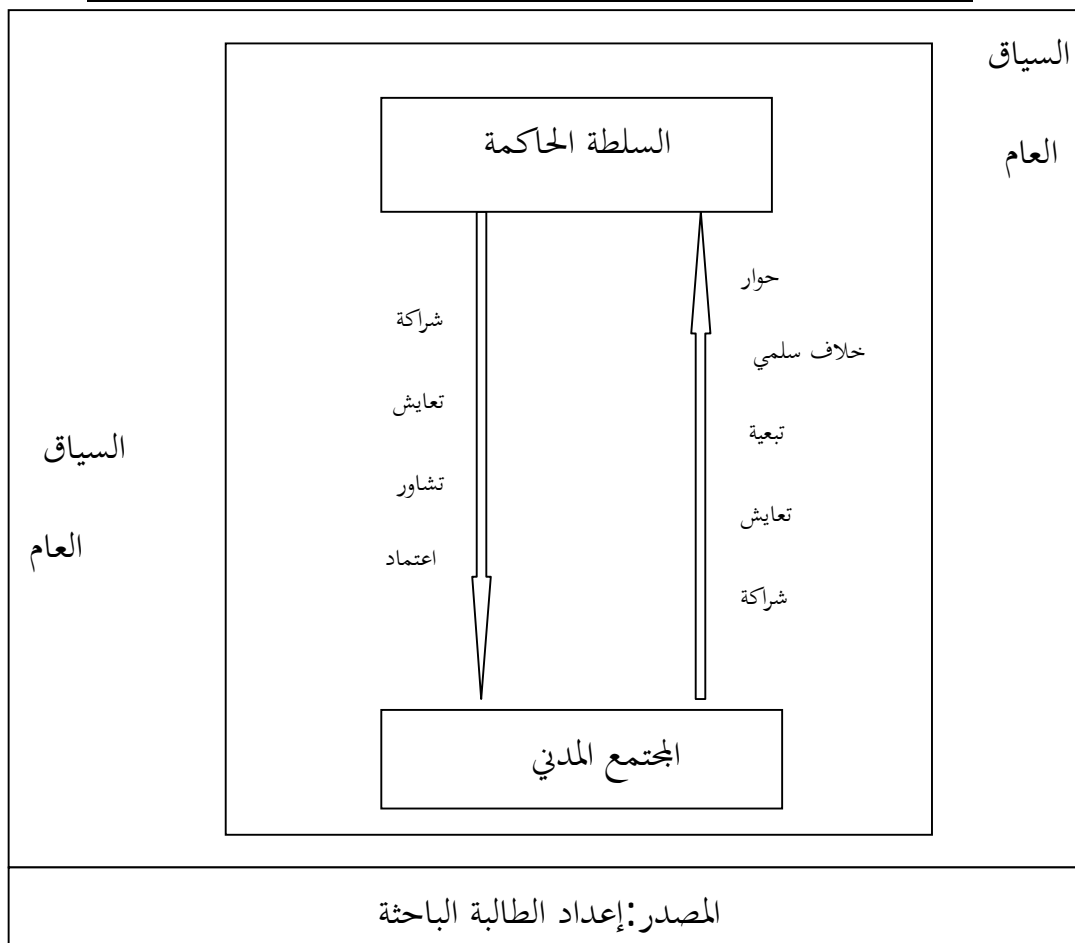 السياق
العام
السلطة الحاكمة
حوار
خلاف سلمي
تبعية
تعايش
شراكة
شراكة
تعايش
تشاور
اعتماد
السياق
العام
المجتمع المدني
المصدر:إعداد الطالبة الباحثة